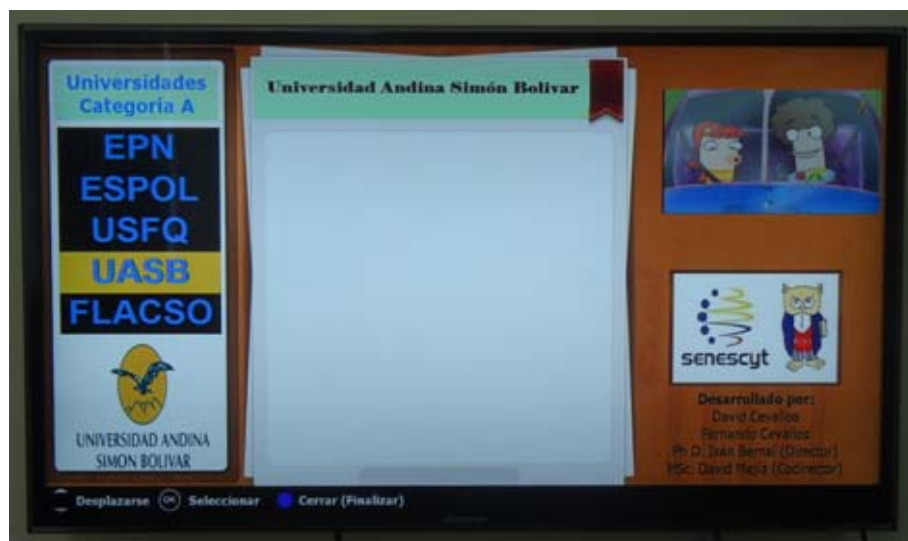 Universidades
Categoría A
EPN
ESPOL
USFQ
UASB
FLACSO
UNIVERSIDAD ANDINA
SIMON BOLIVAR
Universidad Andina Simón Bolivar
senescyt
Desarrollado por:
David Cevallos
Fernando Cevallos
Ph D. Iván Bernal (Director)
MSc. David Mejía (Codirector)
Desplazarse OK Seleccionar Cerrar (Finalizar)